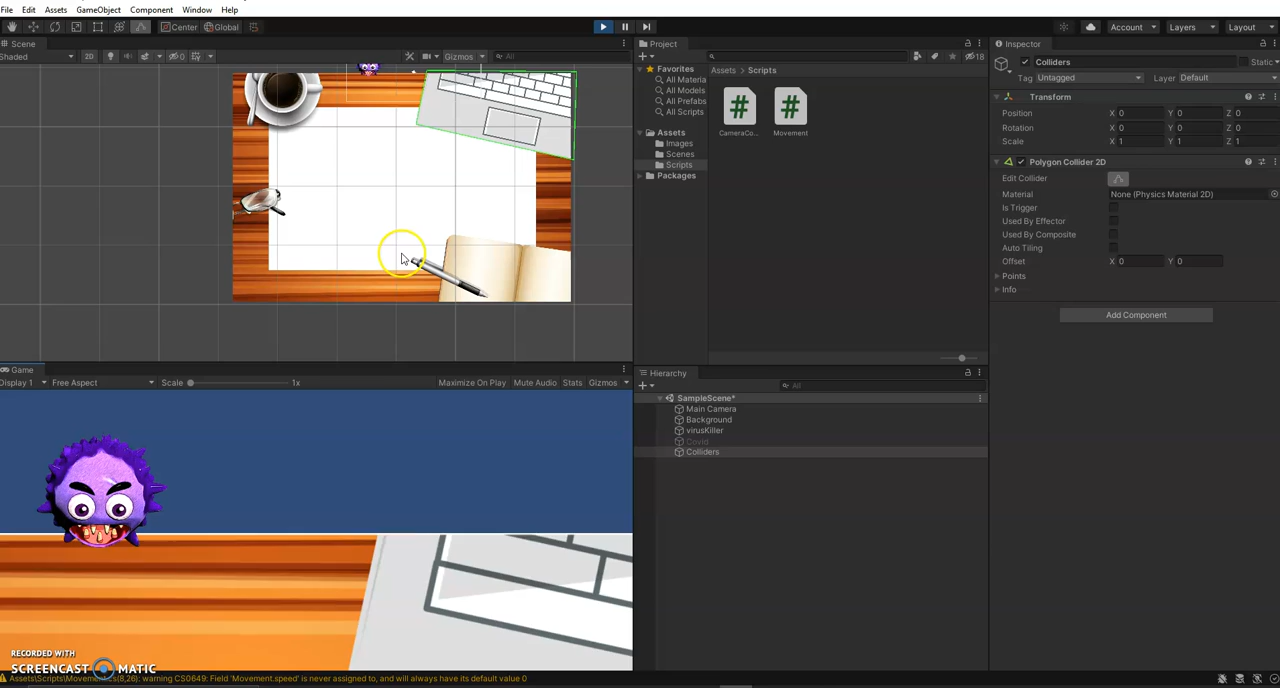 File Edit Assets GameObject Component Window Help
Center Global Account Layers Layout
Scene Project Inspector
Shaded 2D 0 Gizmos All 18
Favorites
All Materia
All Models
All Prefabs
All Scripts
Assets
Images
Scenes
Scripts
Packages
Assets > Scripts
CameraCo... Movement
Colliders Static
Tag Untagged Layer Default
Transform
Position X 0 Y 0 Z 0
Rotation X 0 Y 0 Z 0
Scale X 1 Y 1 Z 1
Polygon Collider 2D
Edit Collider
Material None (Physics Material 2D)
Is Trigger
Used By Effector
Used By Composite
Auto Tiling
Offset X 0 Y 0
Points
Info
Add Component
Game
Display 1 Free Aspect Scale 1x Maximize On Play Mute Audio Stats Gizmos
Hierarchy
All
SampleScene*
Main Camera
Background
virusKiller
Covid
Colliders
RECORDED WITH
SCREENCAST MATIC
Assets\Scripts\Movement.cs(8,26): warning CS0649: Field 'Movement.speed' is never assigned to, and will always have its default value 0